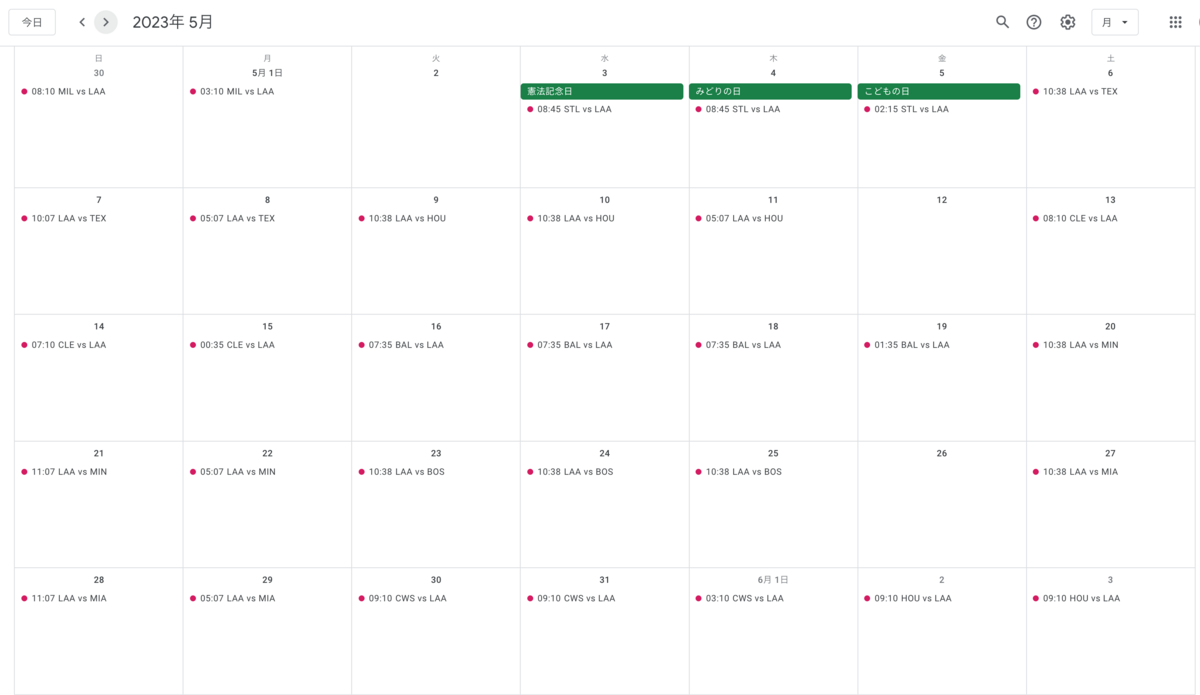 今日
2023年 5月
月
日
30
08:10 MIL vs LAA
月
5月 1日
03:10 MIL vs LAA
火
2
水
3
憲法記念日
08:45 STL vs LAA
木
4
みどりの日
08:45 STL vs LAA
金
5
こどもの日
02:15 STL vs LAA
土
6
10:38 LAA vs TEX
7
10:07 LAA vs TEX
8
05:07 LAA vs TEX
9
10:38 LAA vs HOU
10
10:38 LAA vs HOU
11
05:07 LAA vs HOU
12
13
08:10 CLE vs LAA
14
07:10 CLE vs LAA
15
00:35 CLE vs LAA
16
07:35 BAL vs LAA
17
07:35 BAL vs LAA
18
07:35 BAL vs LAA
19
01:35 BAL vs LAA
20
10:38 LAA vs MIN
21
11:07 LAA vs MIN
22
05:07 LAA vs MIN
23
10:38 LAA vs BOS
24
10:38 LAA vs BOS
25
10:38 LAA vs BOS
26
27
10:38 LAA vs MIA
28
11:07 LAA vs MIA
29
05:07 LAA vs MIA
30
09:10 CWS vs LAA
31
09:10 CWS vs LAA
6月 1日
03:10 CWS vs LAA
2
09:10 HOU vs LAA
3
09:10 HOU vs LAA